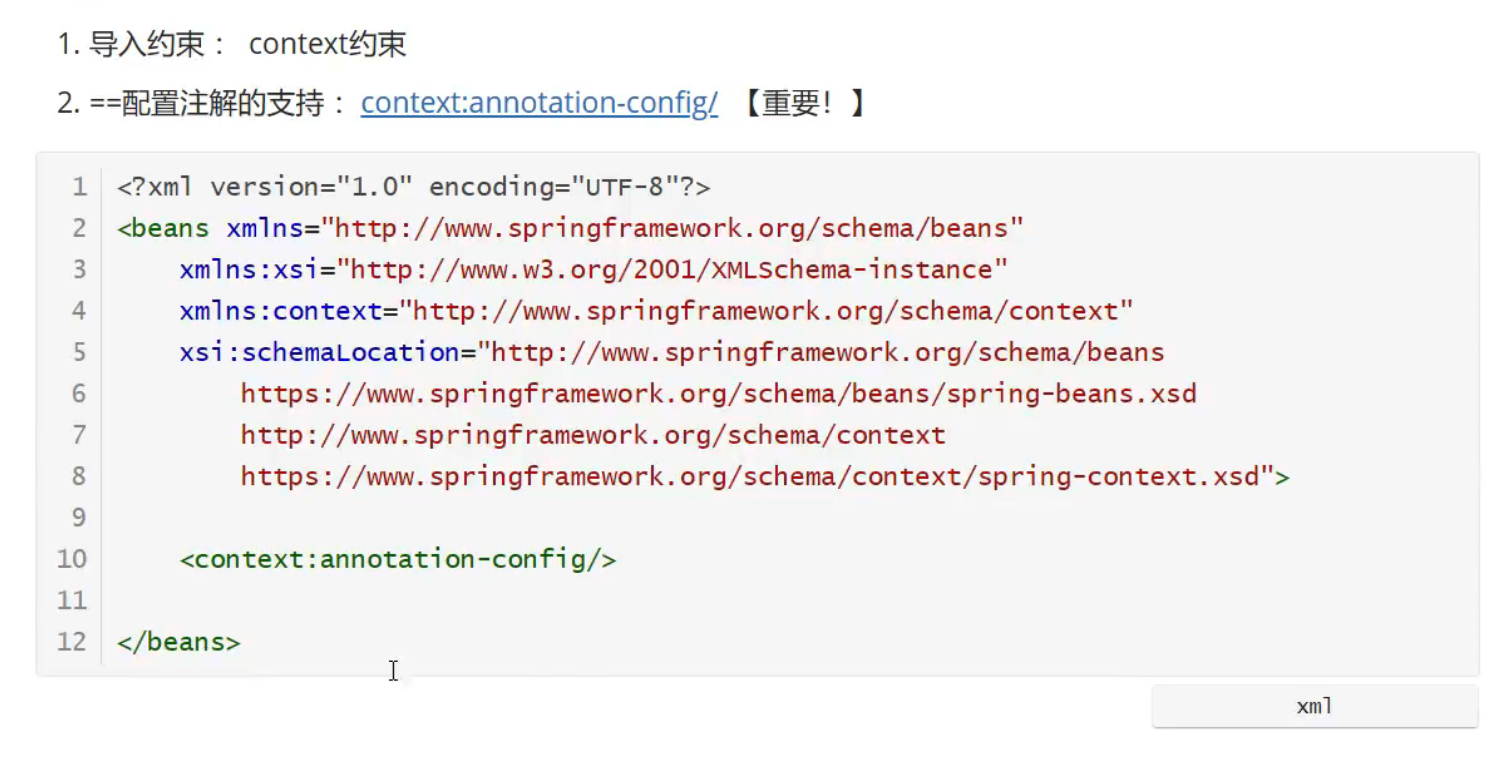 1. 导入约束： context约束
2. ==配置注解的支持： context:annotation-config/ 【重要！】
1 <?xml version="1.0" encoding="UTF-8"?>
2 <beans xmlns="http://www.springframework.org/schema/beans"
3     xmlns:xsi="http://www.w3.org/2001/XMLSchema-instance"
4     xmlns:context="http://www.springframework.org/schema/context"
5     xsi:schemaLocation="http://www.springframework.org/schema/beans
6         https://www.springframework.org/schema/beans/spring-beans.xsd
7         http://www.springframework.org/schema/context
8         https://www.springframework.org/schema/context/spring-context.xsd">
9
10     <context:annotation-config/>
11
12 </beans>
xml